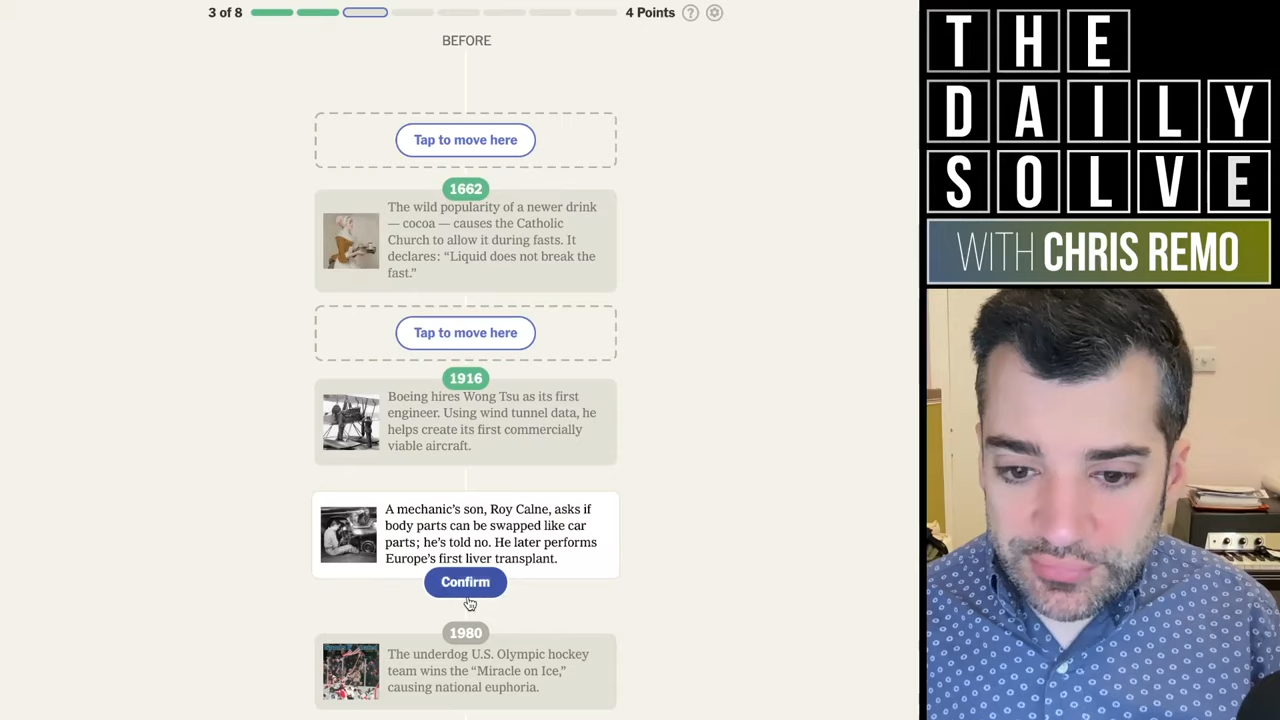 3 of 8
4 Points
?
BEFORE
Tap to move here
1662
The wild popularity of a newer drink
— cocoa — causes the Catholic
Church to allow it during fasts. It
declares: “Liquid does not break the
fast.”
Tap to move here
1916
Boeing hires Wong Tsu as its first
engineer. Using wind tunnel data, he
helps create its first commercially
viable aircraft.
A mechanic’s son, Roy Calne, asks if
body parts can be swapped like car
parts; he’s told no. He later performs
Europe’s first liver transplant.
Confirm
1980
The underdog U.S. Olympic hockey
team wins the “Miracle on Ice,”
causing national euphoria.
THE
DAILY
SOLVE
WITH CHRIS REMO